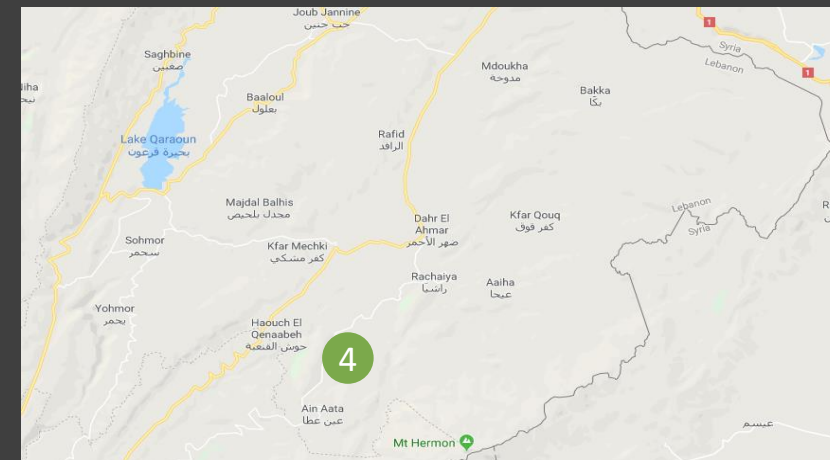 Joub Jannine
جب جنين
1
Syria
Lebanon
1
Saghbine
صغبين
Mdoukha
مدوخة
Bakka
بكا
Baaloul
بعلول
Lake Qaraoun
بحيرة قرعون
Rafid
الرافد
Majdal Balhis
مجدل بلحيص
Lebanon
Syria
Dahr El
Ahmar
ضهر الأحمر
Kfar Qouq
كفر قوق
Sohmor
سحمر
Kfar Mechki
كفر مشكي
Rachaiya
راشيا
Aaiha
عيحا
Yohmor
يحمر
Haouch El
Qenaabeh
حوش القنعبة
4
Ain Aata
عين عطا
عيسم
Mt Hermon